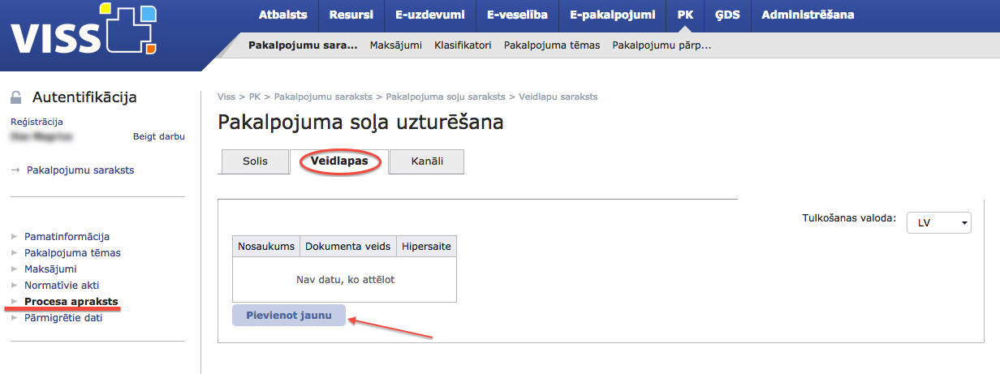 VISS
Atbalsts Resursi E-uzdevumi E-veselība E-pakalpojumi PK ĢDS Administrēšana
Pakalpojumu sara... Maksājumi Klasifikatori Pakalpojuma tēmas Pakalpojumu pārp...
Autentifikācija
Reģistrācija
Beigt darbu
→ Pakalpojumu saraksts
Pamatinformācija
Pakalpojuma tēmas
Maksājumi
Normatīvie akti
Procesa apraksts
Pārmigrētie dati
Viss > PK > Pakalpojumu saraksts > Pakalpojuma soļu saraksts > Veidlapu saraksts
Pakalpojuma soļa uzturēšana
Solis Veidlapas Kanāli
Tulkošanas valoda: LV
Nosaukums Dokumenta veids Hipersaite
Nav datu, ko attēlot
Pievienot jaunu